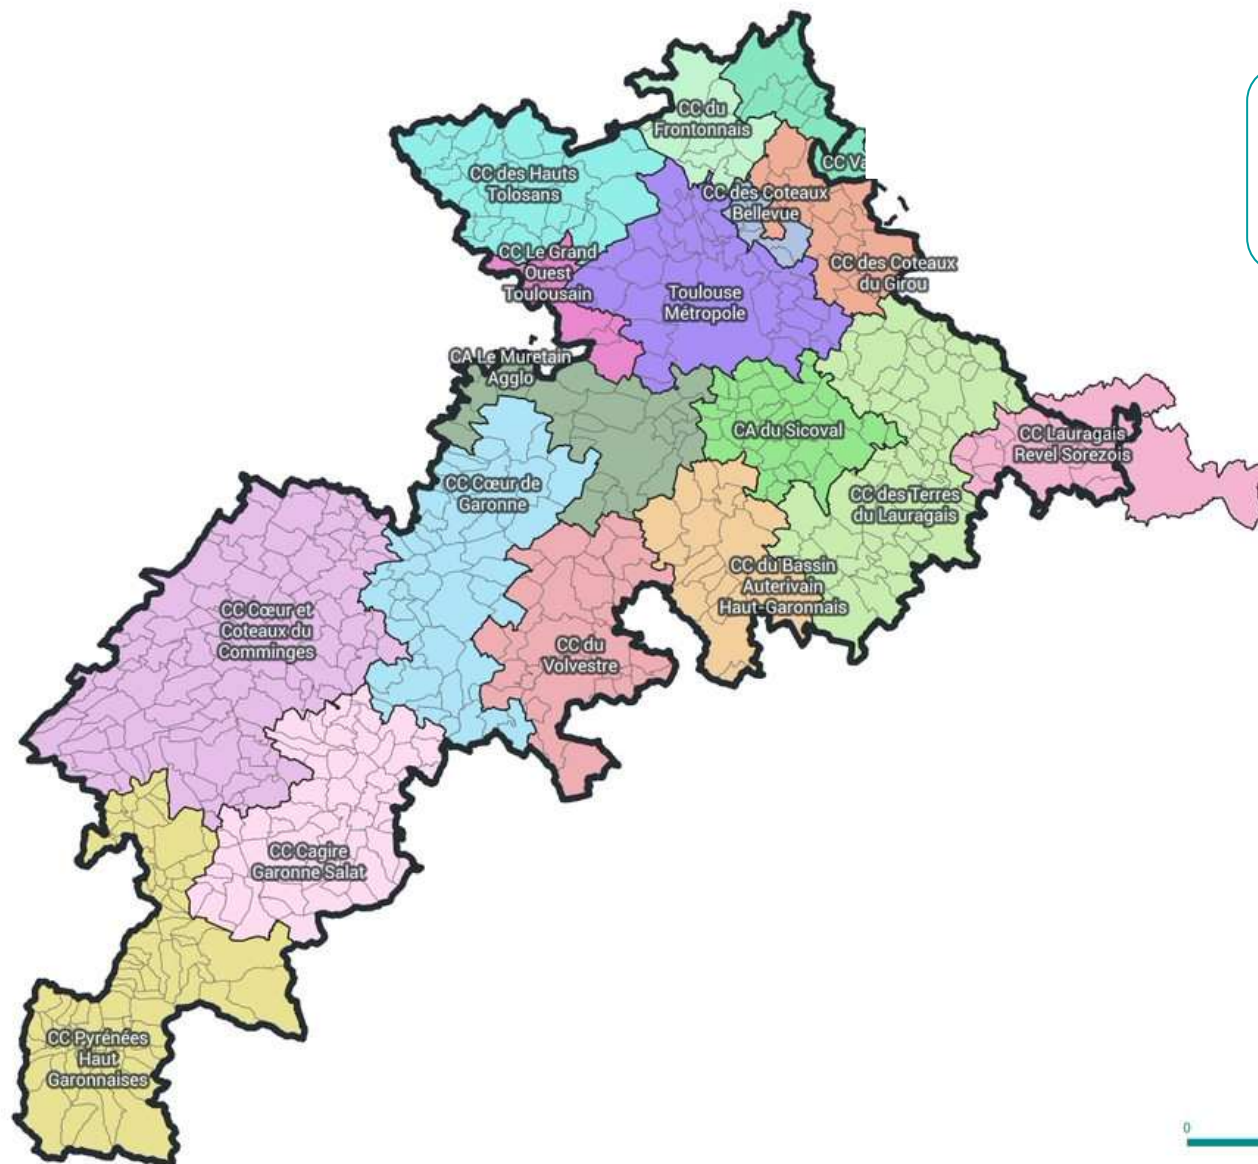 CC du
Frontonnais
CC des Hauts
Tolosans
CC des Coteaux
Bellevue
CC Le Grand
Ouest
Toulousain
CC des Coteaux
du Girou
Toulouse
Métropole
CA Le Muretain
Agglo
CA du Sicoval
CC Lauragais
Revel Sorezois
CC Cœur de
Garonne
CC des Terres
du Lauragais
CC du Bassin
Auterivain
Haut-Garonnais
CC Cœur et
Coteaux du
Comminges
CC du
Volvestre
CC Cagire
Garonne Salat
CC Pyrénées
Haut
Garonnaises
0